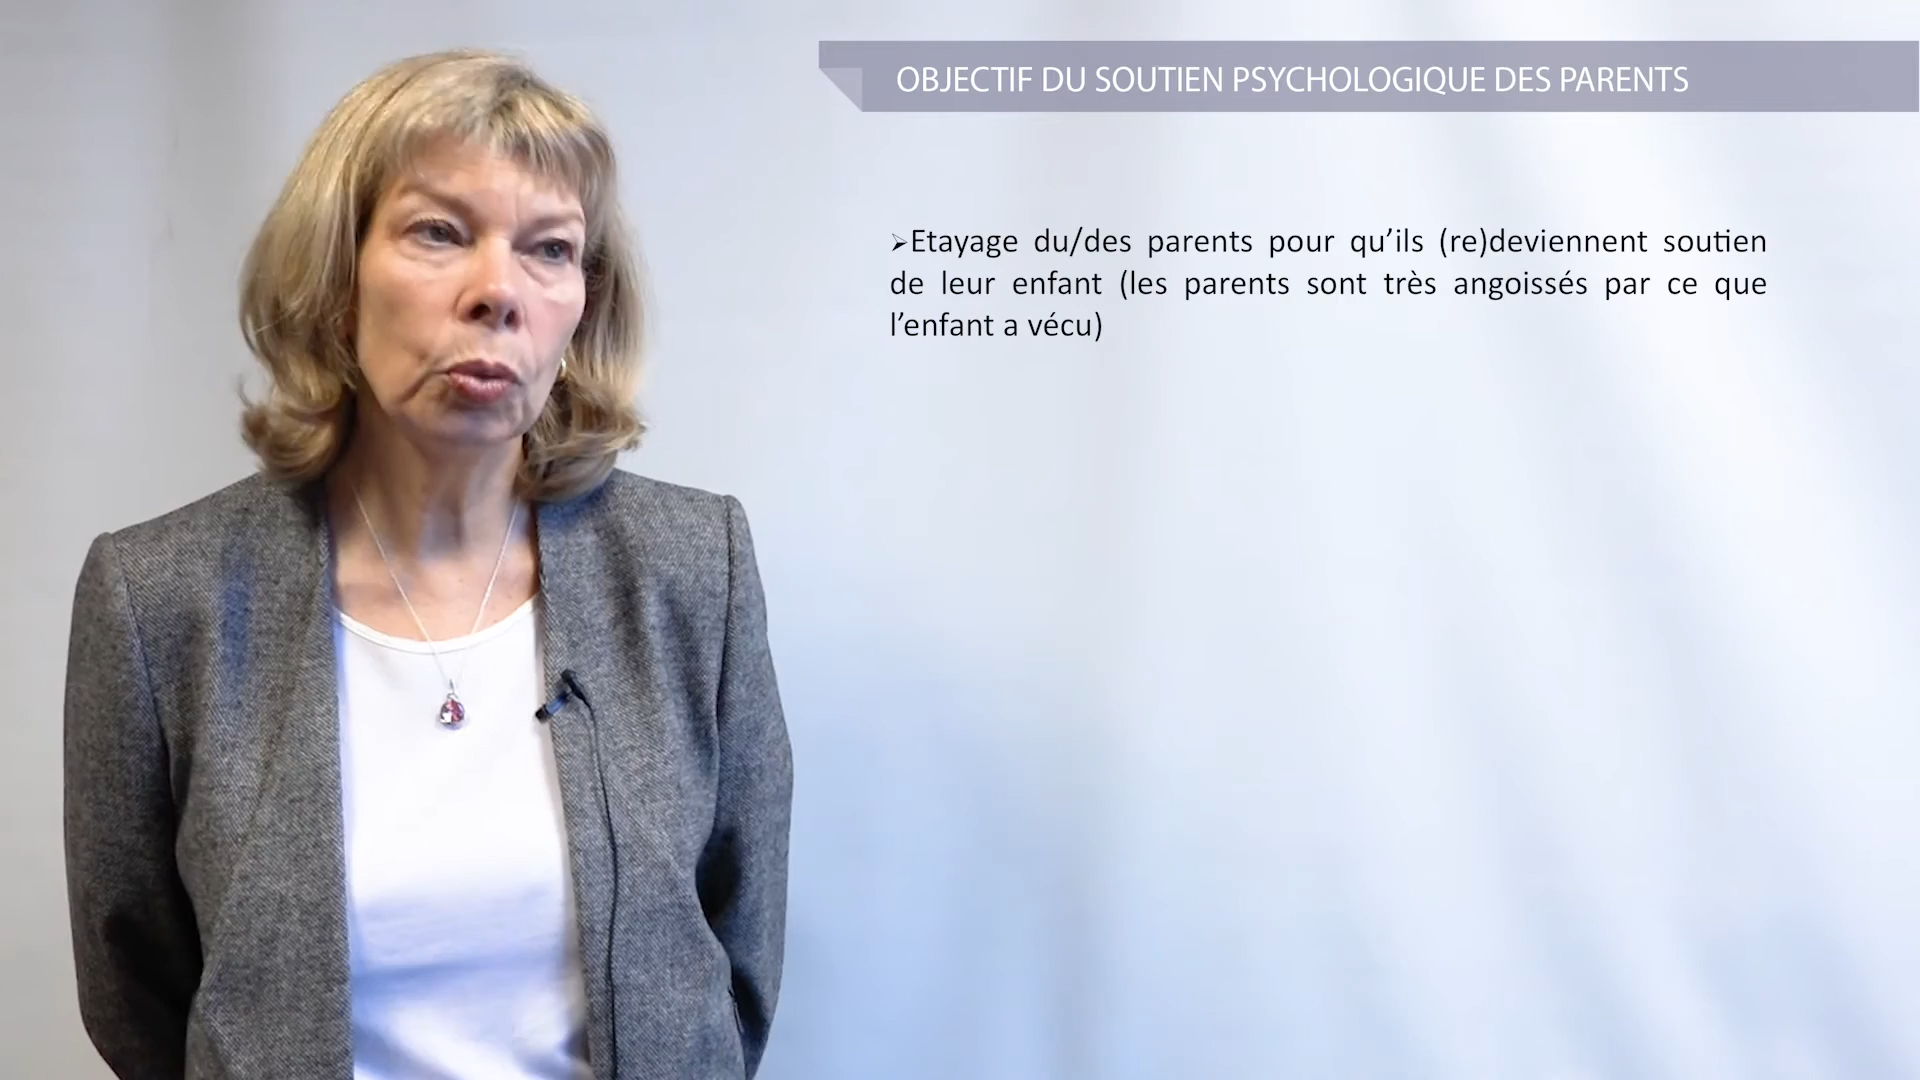 OBJECTIF DU SOUTIEN PSYCHOLOGIQUE DES PARENTS
➢Etayage du/des parents pour qu’ils (re)deviennent soutien
de leur enfant (les parents sont très angoissés par ce que
l’enfant a vécu)